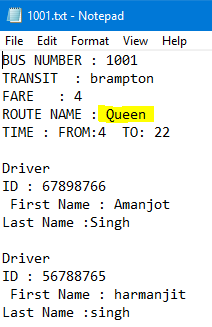 1001.txt - Notepad
File Edit Format View Help
BUS NUMBER : 1001
TRANSIT : brampton
FARE : 4
ROUTE NAME : Queen
TIME : FROM:4 TO: 22
Driver
ID : 67898766
First Name : Amanjot
Last Name :Singh
Driver
ID : 56788765
First Name : harmanjit
Last Name :singh